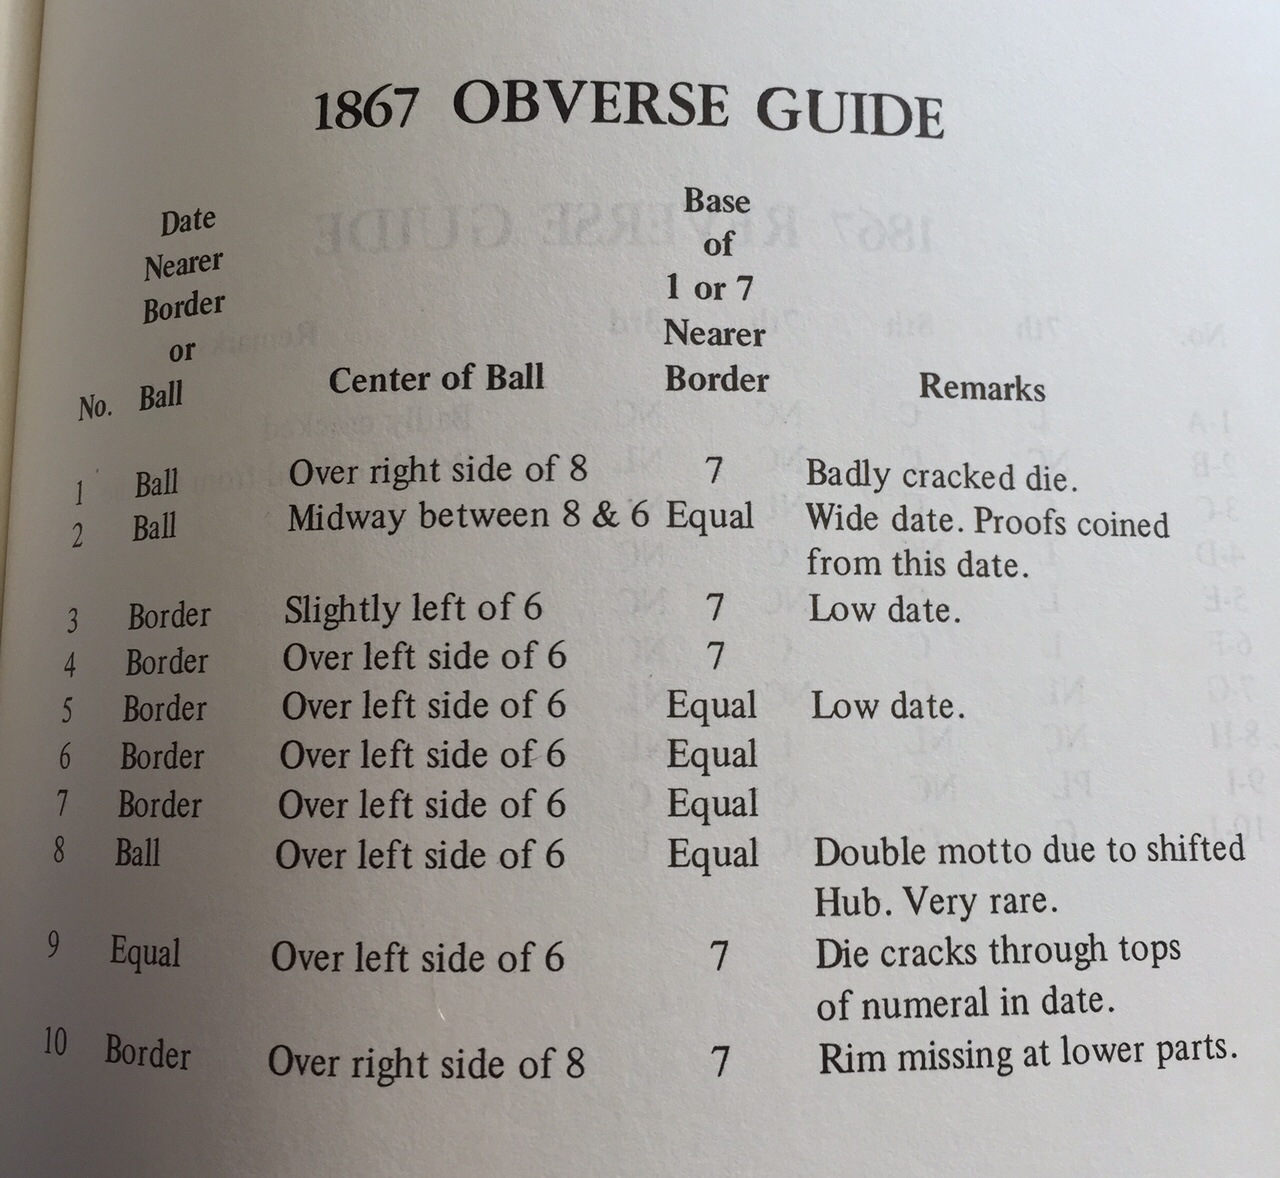 1867 OBVERSE GUIDE
Date Nearer Border or Ball
Base of 1 or 7 Nearer Border
No. Ball Center of Ball Border Remarks
1 Ball Over right side of 8 7 Badly cracked die.
2 Ball Midway between 8 & 6 Equal Wide date. Proofs coined
from this date.
3 Border Slightly left of 6 7 Low date.
4 Border Over left side of 6 7
5 Border Over left side of 6 Equal Low date.
6 Border Over left side of 6 Equal
7 Border Over left side of 6 Equal
8 Ball Over left side of 6 Equal Double motto due to shifted
Hub. Very rare.
9 Equal Over left side of 6 7 Die cracks through tops
of numeral in date.
10 Border Over right side of 8 7 Rim missing at lower parts.